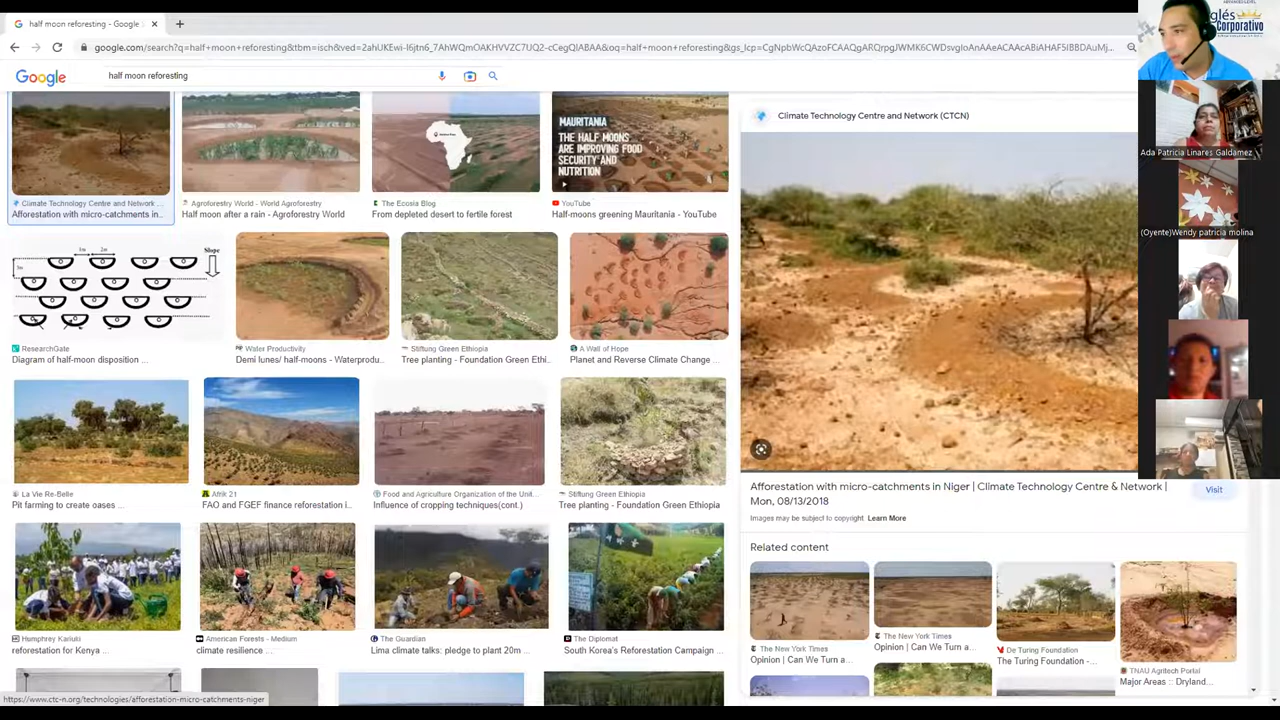 half moon reforesting - Google S
half moon reforesting
Google
Climate Technology Centre and Network ...
Afforestation with micro-catchments in...
Agroforestry World - World Agroforestry
Half moon after a rain - Agroforestry World
The Ecosia Blog
From depleted desert to fertile forest
MAURITANIA
THE HALF MOONS
ARE IMPROVING FOOD
SECURITY AND
NUTRITION
YouTube
Half-moons greening Mauritania - YouTube
Slope
ResearchGate
Diagram of half-moon disposition ...
Water Productivity
Demi lunes/ half-moons - Waterprodu...
Stiftung Green Ethiopia
Tree planting - Foundation Green Ethi...
A Wall of Hope
Planet and Reverse Climate Change ...
La Vie Re-Belle
Pit farming to create oases ...
Afrik 21
FAO and FGEF finance reforestation i...
Food and Agriculture Organization of the Unit...
Influence of cropping techniques(cont.)
Stiftung Green Ethiopia
Tree planting - Foundation Green Ethiopia
Humphrey Kariuki
reforestation for Kenya ...
American Forests - Medium
climate resilience ...
The Guardian
Lima climate talks: pledge to plant 20m ...
The Diplomat
South Korea's Reforestation Campaign ...
https://www.ctc-n.org/technologies/afforestation-micro-catchments-niger
Climate Technology Centre and Network (CTCN)
Afforestation with micro-catchments in Niger | Climate Technology Centre & Network |
Mon, 08/13/2018
Visit
Images may be subject to copyright. Learn More
Related content
The New York Times
Opinion | Can We Turn a...
The New York Times
Opinion | Can We Turn a...
De Turing Foundation
The Turing Foundation -...
TNAU Agritech Portal
Major Areas :: Dryland...
ADVANCED LEVEL
glés
Corporativo
Ada Patricia Linares Galdamez
(Oyente)Wendy patricia molina